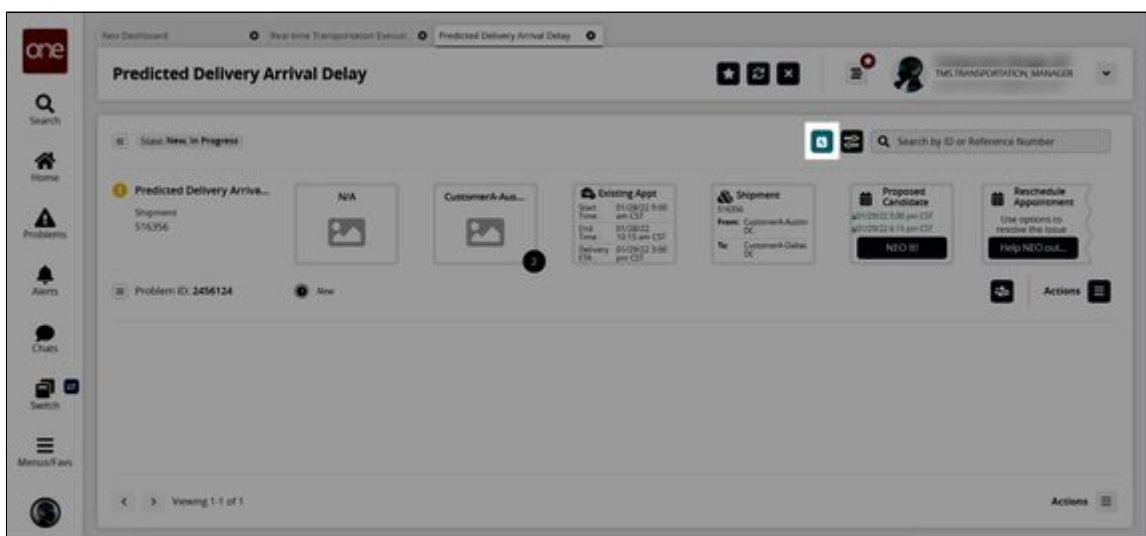 one
Neo Dashboard
Real-time Transportation Executi...
Predicted Delivery Arrival Delay
Predicted Delivery Arrival Delay
TMS.TRANSPORTATION_MANAGER
Search
Home
Problems
Alerts
Chats
Switch
Menus/Favs
State: New, In Progress
Search by ID or Reference Number
Predicted Delivery Arriva...
Shipment
516356
N/A
CustomerA-Aus...
2
Existing Appt
Start Time 01/28/22 9:00 am CST
End Time 01/28/22 10:15 am CST
Delivery ETA 01/29/22 3:00 pm CST
Shipment
516356
From: CustomerA-Austin DC
To: CustomerA-Dallas DC
Proposed Candidate
01/29/22 5:00 pm CST
01/29/22 6:15 pm CST
NEO It!
Reschedule Appointment
Use options to resolve the issue
Help NEO out...
Problem ID: 2456124
New
Actions
Viewing 1-1 of 1
Actions